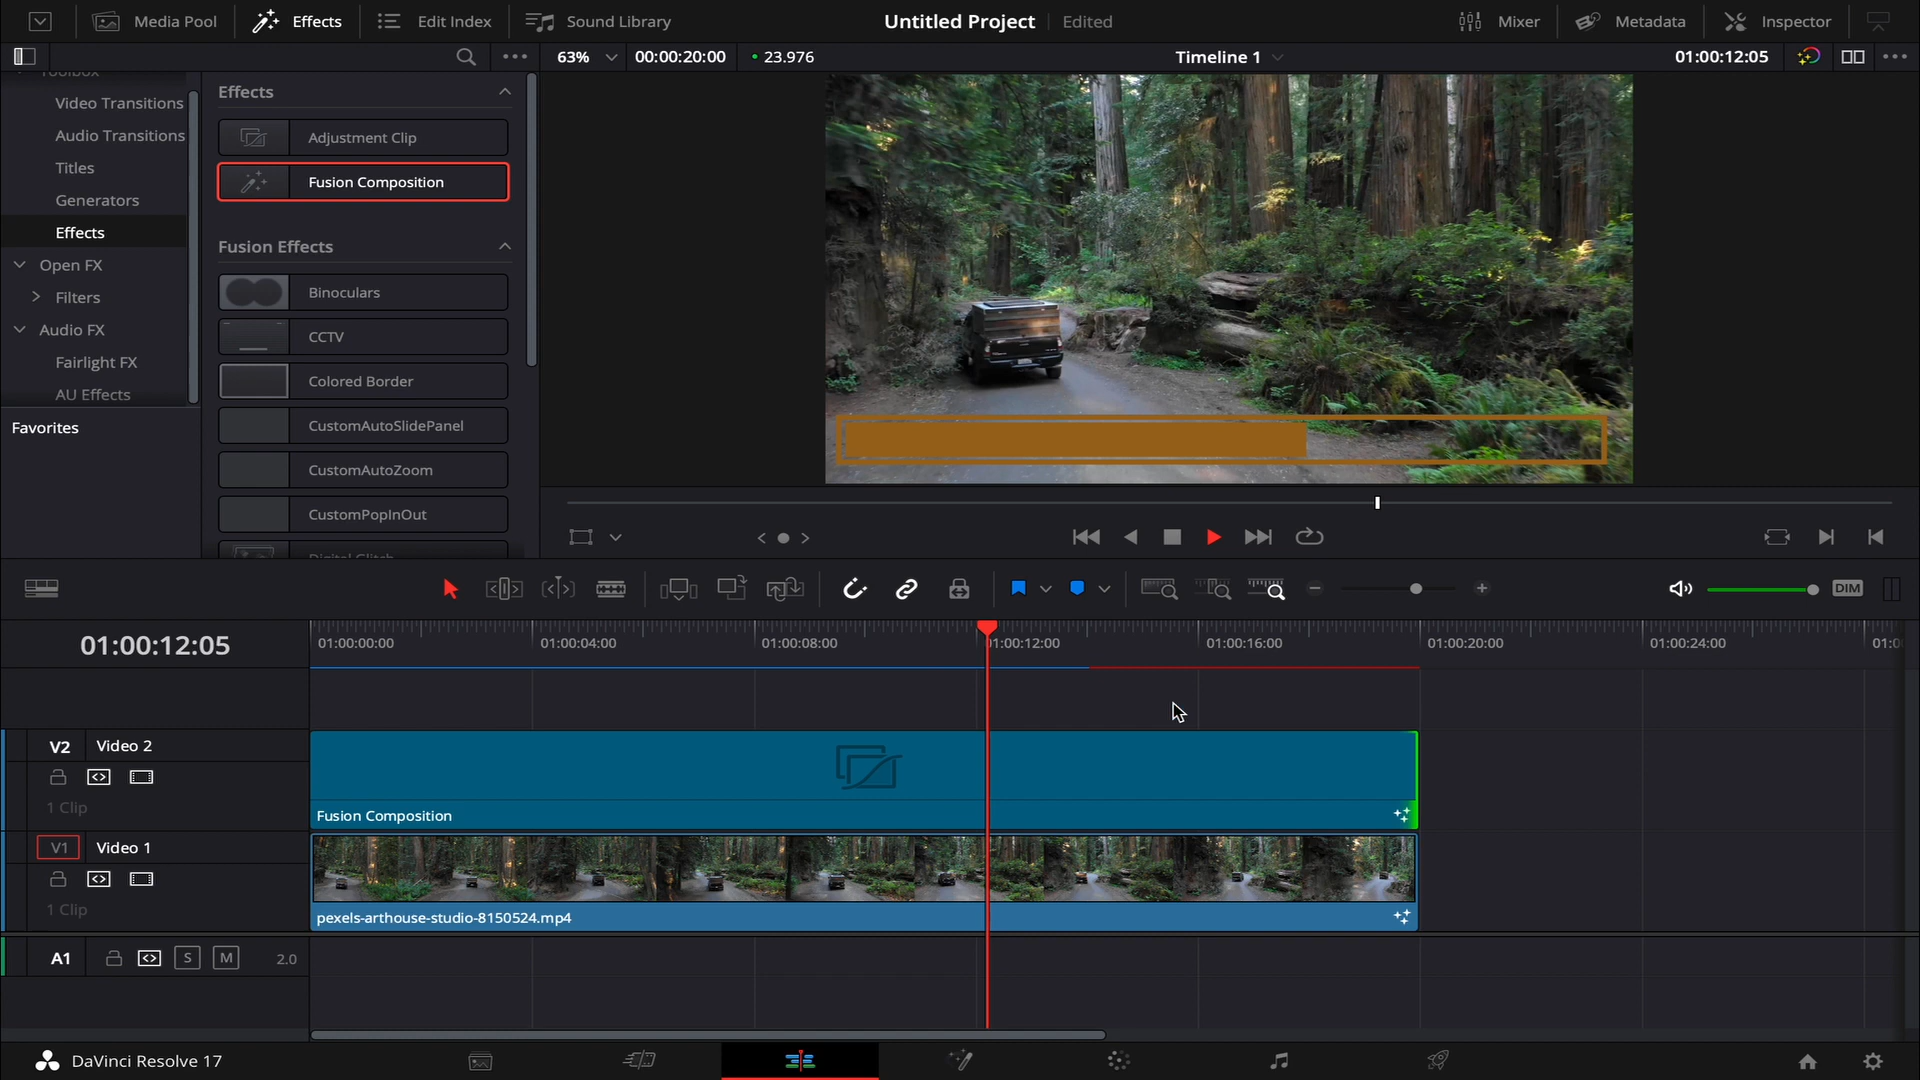 Media Pool
Effects
Edit Index
Sound Library
Untitled Project
Edited
Mixer
Metadata
Inspector
63%
00:00:20:00
23.976
Timeline 1
01:00:12:05
Toolbox
Video Transitions
Audio Transitions
Titles
Generators
Effects
Open FX
Filters
Audio FX
Fairlight FX
AU Effects
Favorites
Effects
Adjustment Clip
Fusion Composition
Fusion Effects
Binoculars
CCTV
Colored Border
CustomAutoSlidePanel
CustomAutoZoom
CustomPopInOut
Digital Glitch
DIM
01:00:12:05
01:00:00:00
01:00:04:00
01:00:08:00
01:00:12:00
01:00:16:00
01:00:20:00
01:00:24:00
01:0
V2
Video 2
1 Clip
Fusion Composition
V1
Video 1
1 Clip
pexels-arthouse-studio-8150524.mp4
A1
S
M
2.0
DaVinci Resolve 17